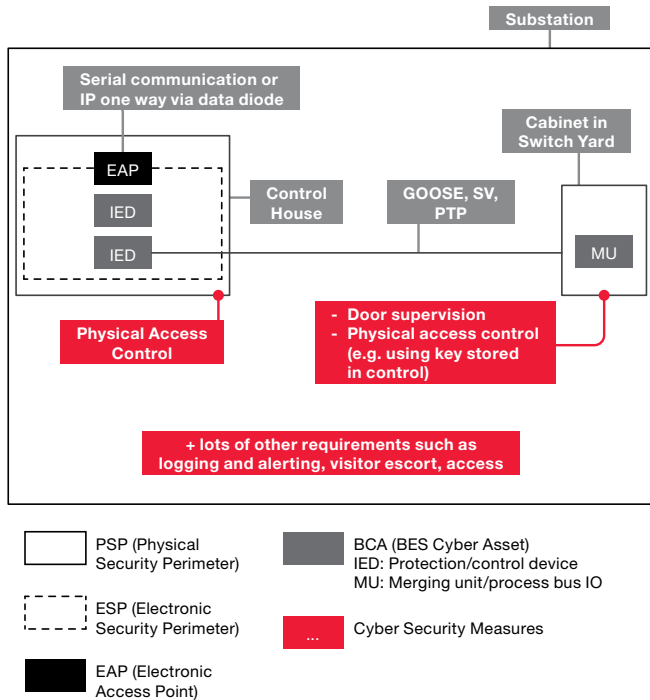 Substation
Serial communication or
IP one way via data diode
Cabinet in
Switch Yard
EAP
IED
IED
Control
House
GOOSE, SV,
PTP
MU
Physical Access
Control
- Door supervision
- Physical access control
(e.g. using key stored
in control)
+ lots of other requirements such as
logging and alerting, visitor escort, access
PSP (Physical
Security Perimeter)
ESP (Electronic
Security Perimeter)
EAP (Electronic
Access Point)
BCA (BES Cyber Asset)
IED: Protection/control device
MU: Merging unit/process bus IO
...
Cyber Security Measures